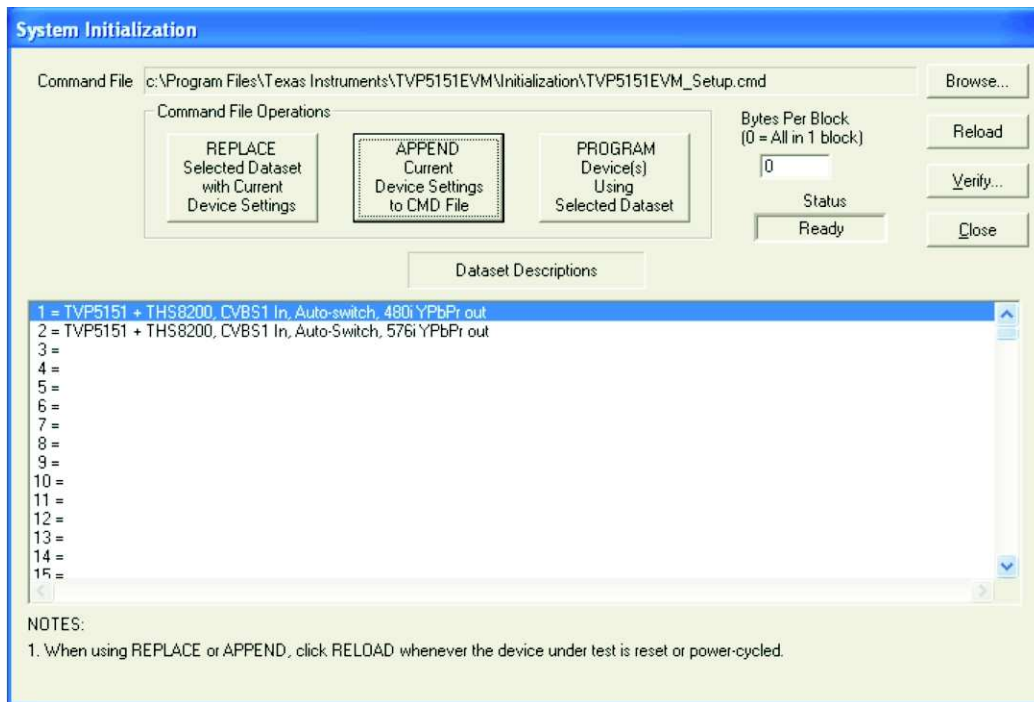 System Initialization
Command File c:\Program Files\Texas Instruments\TVP5151EVM\Initialization\TVP5151EVM_Setup.cmd Browse...
Command File Operations
REPLACE
Selected Dataset
with Current
Device Settings
APPEND
Current
Device Settings
to CMD File
PROGRAM
Device(s)
Using
Selected Dataset
Bytes Per Block
(0 = All in 1 block)
0
Status
Ready
Reload
Verify...
Close
Dataset Descriptions
1 = TVP5151 + THS8200, CVBS1 In, Auto-switch, 480i YPbPr out
2 = TVP5151 + THS8200, CVBS1 In, Auto-Switch, 576i YPbPr out
3 =
4 =
5 =
6 =
7 =
8 =
9 =
10 =
11 =
12 =
13 =
14 =
15 =
NOTES:
1. When using REPLACE or APPEND, click RELOAD whenever the device under test is reset or power-cycled.